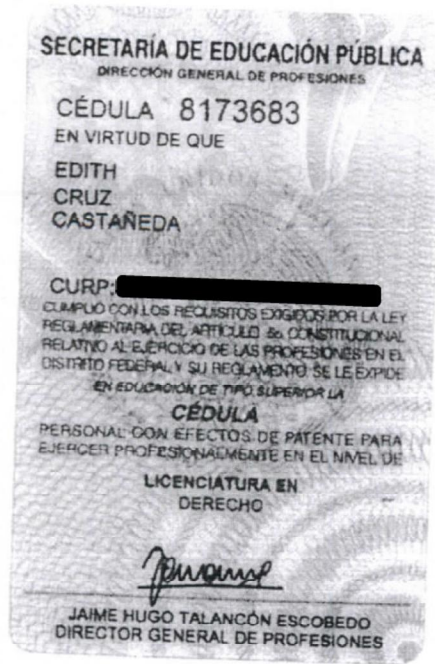 SECRETARÍA DE EDUCACIÓN PÚBLICA
DIRECCIÓN GENERAL DE PROFESIONES
CÉDULA 8173683
EN VIRTUD DE QUE
EDITH
CRUZ
CASTAÑEDA
CURP:
CUMPLIÓ CON LOS REQUISITOS EXIGIDOS POR LA LEY
REGLAMENTARIA DEL ARTÍCULO 5o CONSTITUCIONAL
RELATIVO AL EJERCICIO DE LAS PROFESIONES EN EL
DISTRITO FEDERAL Y SU REGLAMENTO SE LE EXPIDE
EN EDUCACIÓN DE TIPO SUPERIOR LA
CÉDULA
PERSONAL CON EFECTOS DE PATENTE PARA
EJERCER PROFESIONALMENTE EN EL NIVEL DE
LICENCIATURA EN
DERECHO
JAIME HUGO TALANCÓN ESCOBEDO
DIRECTOR GENERAL DE PROFESIONES